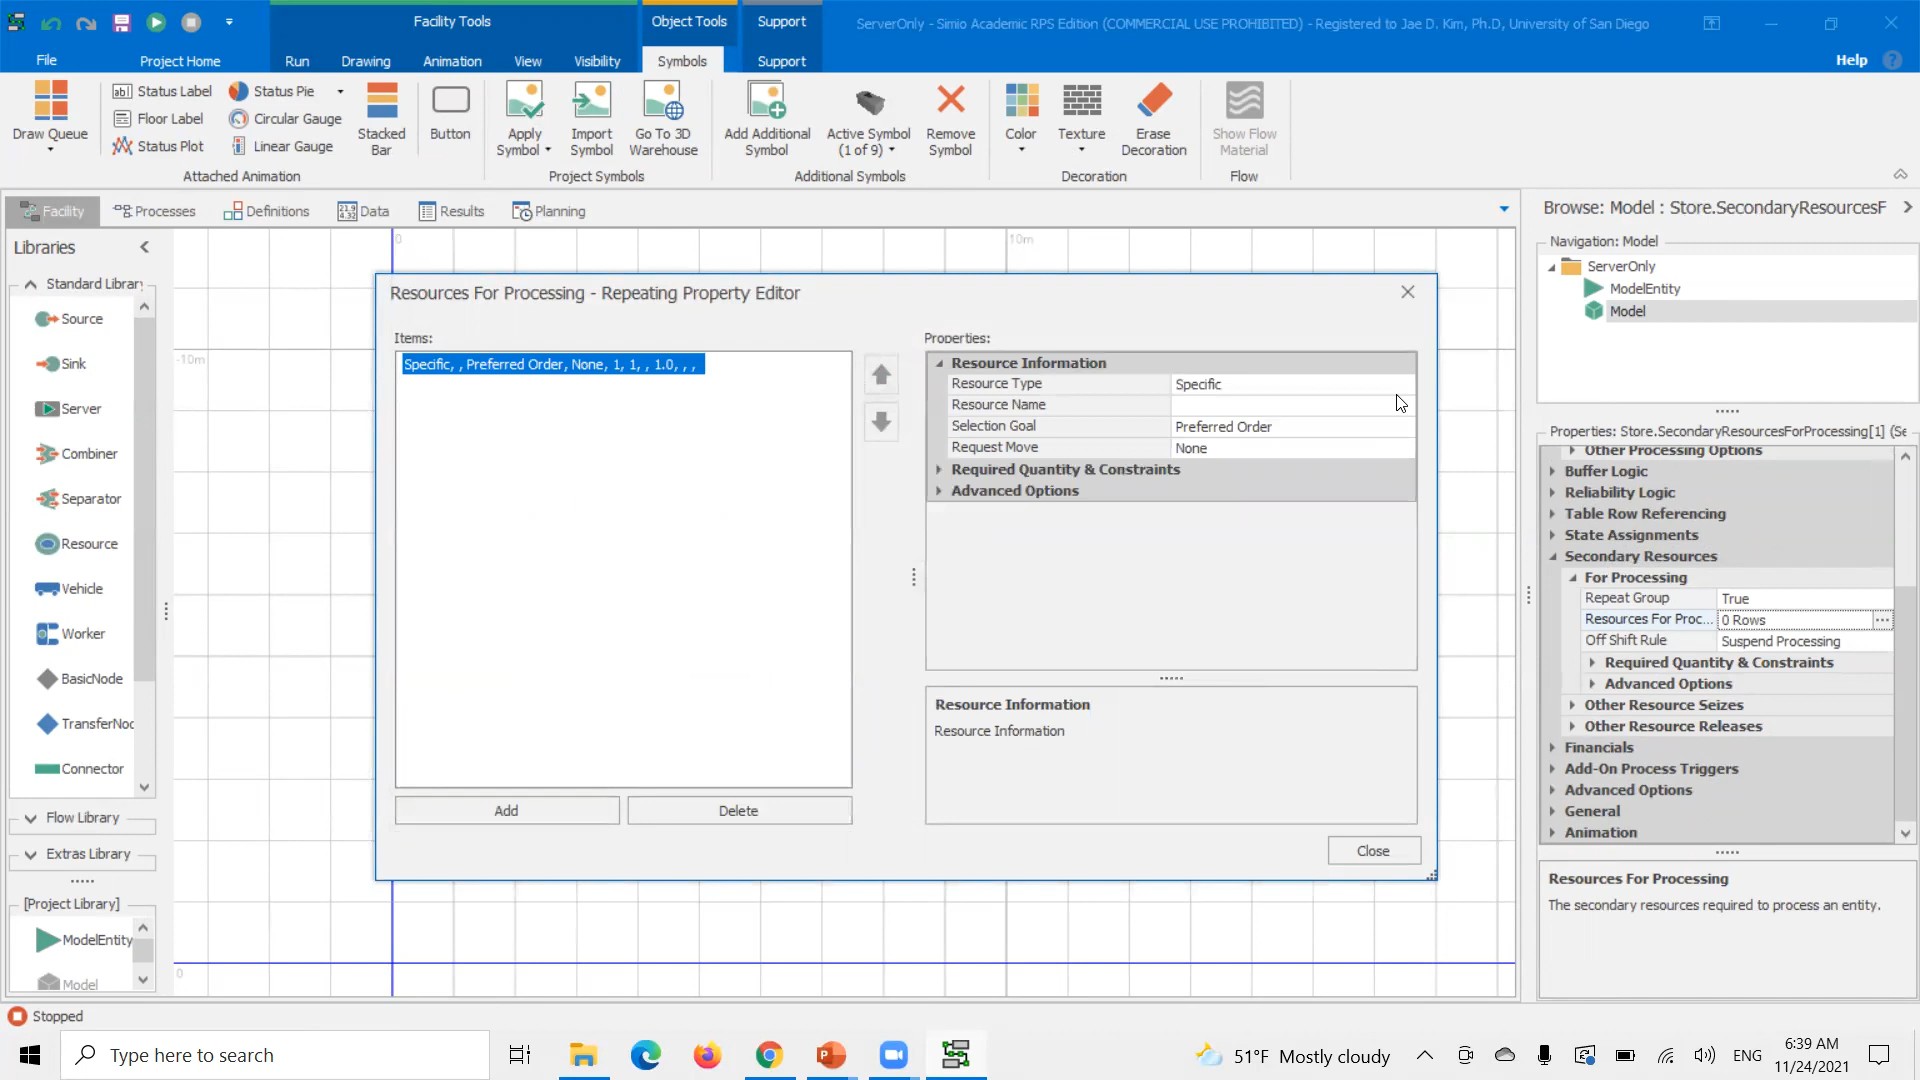 Facility Tools
Object Tools
Support
ServerOnly - Simio Academic RPS Edition (COMMERCIAL USE PROHIBITED) - Registered to Jae D. Kim, Ph.D, University of San Diego
File
Project Home
Run
Drawing
Animation
View
Visibility
Symbols
Support
Help
Draw Queue
Status Label
Floor Label
Status Plot
Status Pie
Circular Gauge
Linear Gauge
Stacked Bar
Button
Attached Animation
Apply Symbol
Import Symbol
Go To 3D Warehouse
Project Symbols
Add Additional Symbol
Active Symbol (1 of 9)
Remove Symbol
Additional Symbols
Color
Texture
Erase Decoration
Decoration
Show Flow Material
Flow
Facility
Processes
Definitions
Data
Results
Planning
Libraries
Standard Library
Source
Sink
Server
Combiner
Separator
Resource
Vehicle
Worker
BasicNode
TransferNod
Connector
Flow Library
Extras Library
[Project Library]
ModelEntity
Model
0
10m
-10m
0
Resources For Processing - Repeating Property Editor
Items:
Specific, , Preferred Order, None, 1, 1, , 1.0, , ,
Add
Delete
Properties:
Resource Information
Resource Type Specific
Resource Name
Selection Goal Preferred Order
Request Move None
Required Quantity & Constraints
Advanced Options
Resource Information
Resource Information
Close
Browse: Model : Store.SecondaryResourcesF
Navigation: Model
ServerOnly
ModelEntity
Model
Properties: Store.SecondaryResourcesForProcessing[1] (Se
Other Processing Options
Buffer Logic
Reliability Logic
Table Row Referencing
State Assignments
Secondary Resources
For Processing
Repeat Group True
Resources For Proc... 0 Rows
Off Shift Rule Suspend Processing
Required Quantity & Constraints
Advanced Options
Other Resource Seizes
Other Resource Releases
Financials
Add-On Process Triggers
Advanced Options
General
Animation
Resources For Processing
The secondary resources required to process an entity.
Stopped
Type here to search
51°F Mostly cloudy
ENG
6:39 AM
11/24/2021